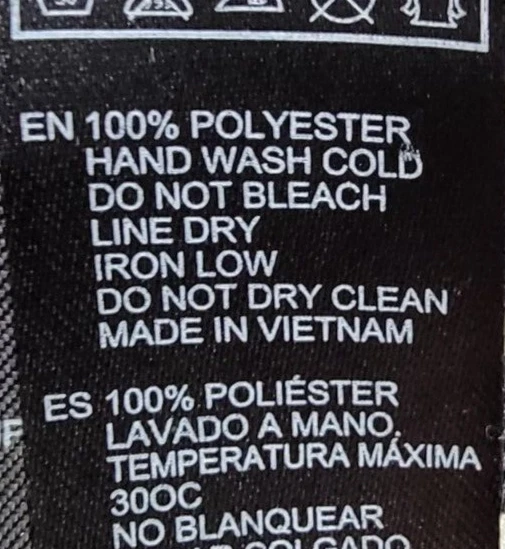 EN 100% POLYESTER
HAND WASH COLD
DO NOT BLEACH
LINE DRY
IRON LOW
DO NOT DRY CLEAN
MADE IN VIETNAM
ES 100% POLIÉSTER
F LAVADO A MANO.
TEMPERATURA MÁXIMA
30OC
NO BLANQUEAR
COLGADO